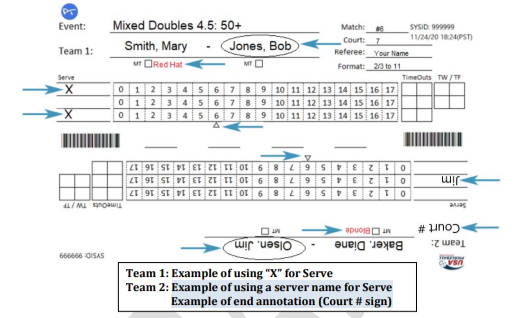 Event: Mixed Doubles 4.5: 50+ Match: #6 SYSID: 999999
Court: 7 11/24/20 18:24(PST)
Team 1: Smith, Mary - Jones, Bob Referee: Your Name
MT Red Hat MT Format: 2/3 to 11
Serve TimeOuts TW / TF
X 0 1 2 3 4 5 6 7 8 9 10 11 12 13 14 15 16 17
0 1 2 3 4 5 6 7 8 9 10 11 12 13 14 15 16 17
X 0 1 2 3 4 5 6 7 8 9 10 11 12 13 14 15 16 17
Team 2: Baker, Diane - Olsen, Jim
MT Blonde MT
Court #
SYSID: 666666
Serve TimeOuts TW / TF
Jim 0 1 2 3 4 5 6 7 8 9 10 11 12 13 14 15 16 17
0 1 2 3 4 5 6 7 8 9 10 11 12 13 14 15 16 17
0 1 2 3 4 5 6 7 8 9 10 11 12 13 14 15 16 17
USA
PICKLEBALL
Team 1: Example of using “X” for Serve
Team 2: Example of using a server name for Serve
Example of end annotation (Court # sign)